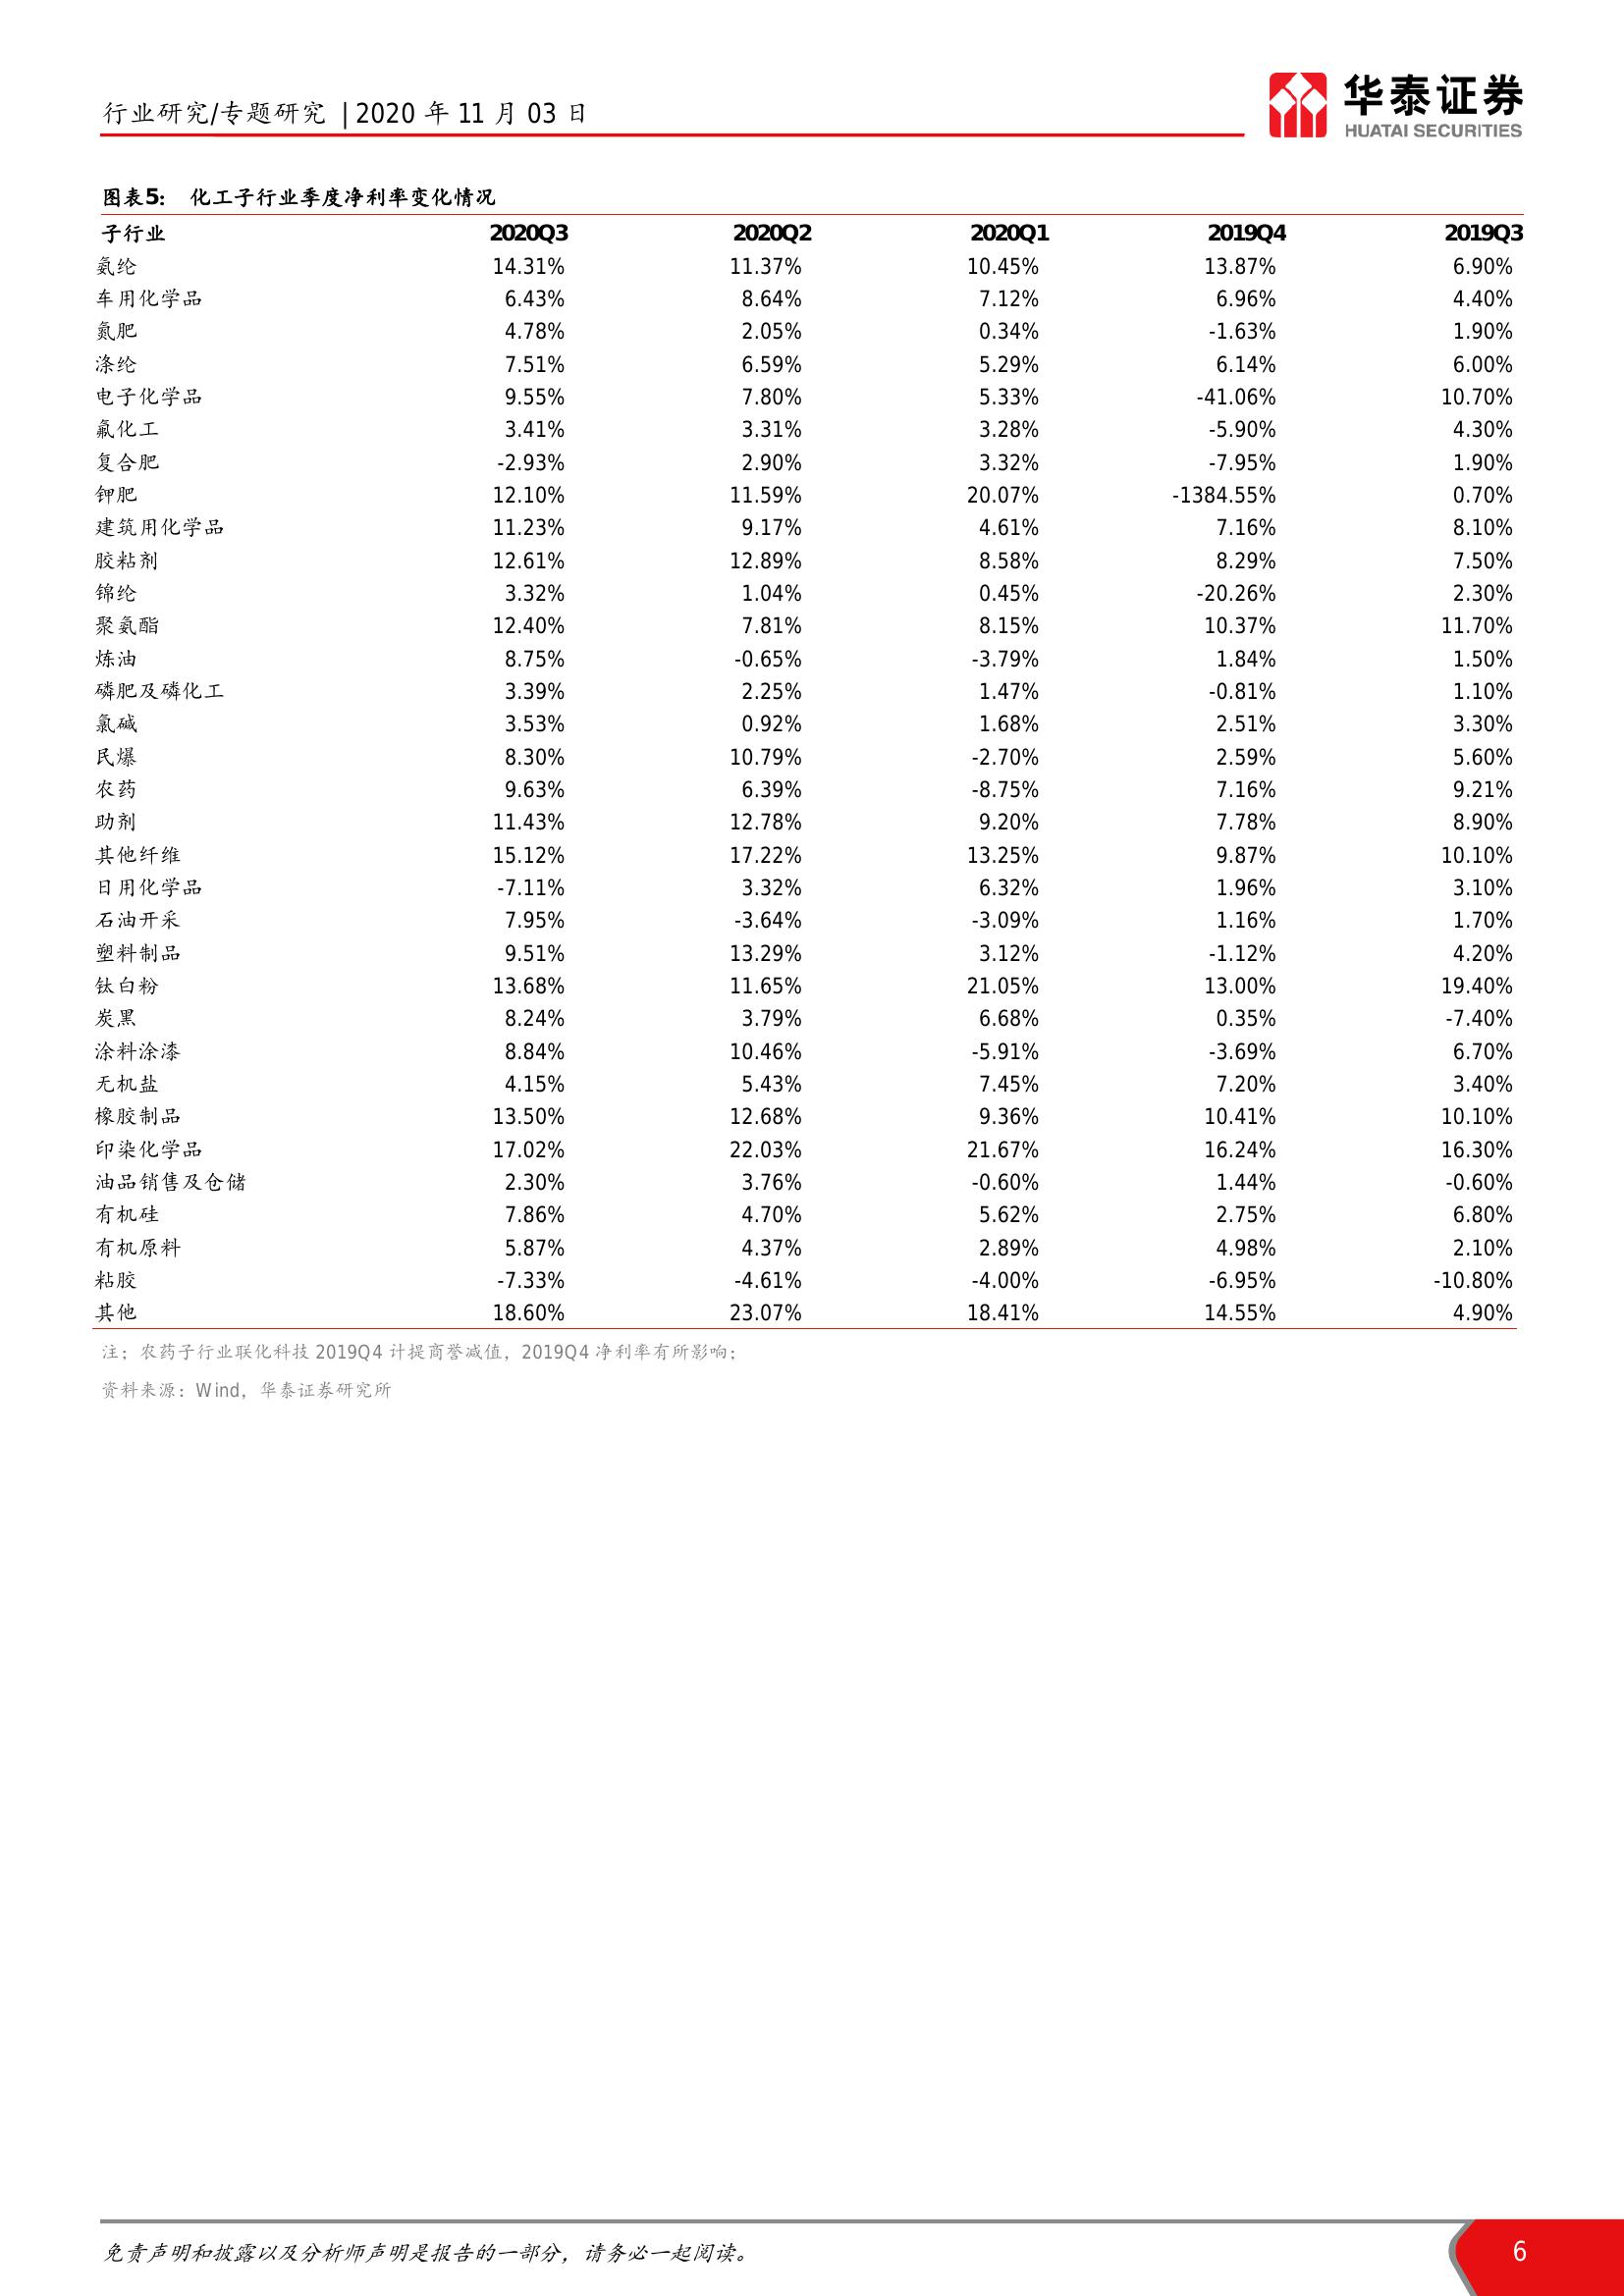 行业研究/专题研究 | 2020 年 11 月 03 日
华泰证券
HUATAI SECURITIES
图表5： 化工子行业季度净利率变化情况
子行业 2020Q3 2020Q2 2020Q1 2019Q4 2019Q3
氨纶 14.31% 11.37% 10.45% 13.87% 6.90%
车用化学品 6.43% 8.64% 7.12% 6.96% 4.40%
氮肥 4.78% 2.05% 0.34% -1.63% 1.90%
涤纶 7.51% 6.59% 5.29% 6.14% 6.00%
电子化学品 9.55% 7.80% 5.33% -41.06% 10.70%
氟化工 3.41% 3.31% 3.28% -5.90% 4.30%
复合肥 -2.93% 2.90% 3.32% -7.95% 1.90%
钾肥 12.10% 11.59% 20.07% -1384.55% 0.70%
建筑用化学品 11.23% 9.17% 4.61% 7.16% 8.10%
胶粘剂 12.61% 12.89% 8.58% 8.29% 7.50%
锦纶 3.32% 1.04% 0.45% -20.26% 2.30%
聚氨酯 12.40% 7.81% 8.15% 10.37% 11.70%
炼油 8.75% -0.65% -3.79% 1.84% 1.50%
磷肥及磷化工 3.39% 2.25% 1.47% -0.81% 1.10%
氯碱 3.53% 0.92% 1.68% 2.51% 3.30%
民爆 8.30% 10.79% -2.70% 2.59% 5.60%
农药 9.63% 6.39% -8.75% 7.16% 9.21%
助剂 11.43% 12.78% 9.20% 7.78% 8.90%
其他纤维 15.12% 17.22% 13.25% 9.87% 10.10%
日用化学品 -7.11% 3.32% 6.32% 1.96% 3.10%
石油开采 7.95% -3.64% -3.09% 1.16% 1.70%
塑料制品 9.51% 13.29% 3.12% -1.12% 4.20%
钛白粉 13.68% 11.65% 21.05% 13.00% 19.40%
炭黑 8.24% 3.79% 6.68% 0.35% -7.40%
涂料涂漆 8.84% 10.46% -5.91% -3.69% 6.70%
无机盐 4.15% 5.43% 7.45% 7.20% 3.40%
橡胶制品 13.50% 12.68% 9.36% 10.41% 10.10%
印染化学品 17.02% 22.03% 21.67% 16.24% 16.30%
油品销售及仓储 2.30% 3.76% -0.60% 1.44% -0.60%
有机硅 7.86% 4.70% 5.62% 2.75% 6.80%
有机原料 5.87% 4.37% 2.89% 4.98% 2.10%
粘胶 -7.33% -4.61% -4.00% -6.95% -10.80%
其他 18.60% 23.07% 18.41% 14.55% 4.90%
注：农药子行业联化科技 2019Q4 计提商誉减值，2019Q4 净利率有所影响；
资料来源：Wind，华泰证券研究所
免责声明和披露以及分析师声明是报告的一部分，请务必一起阅读。
6